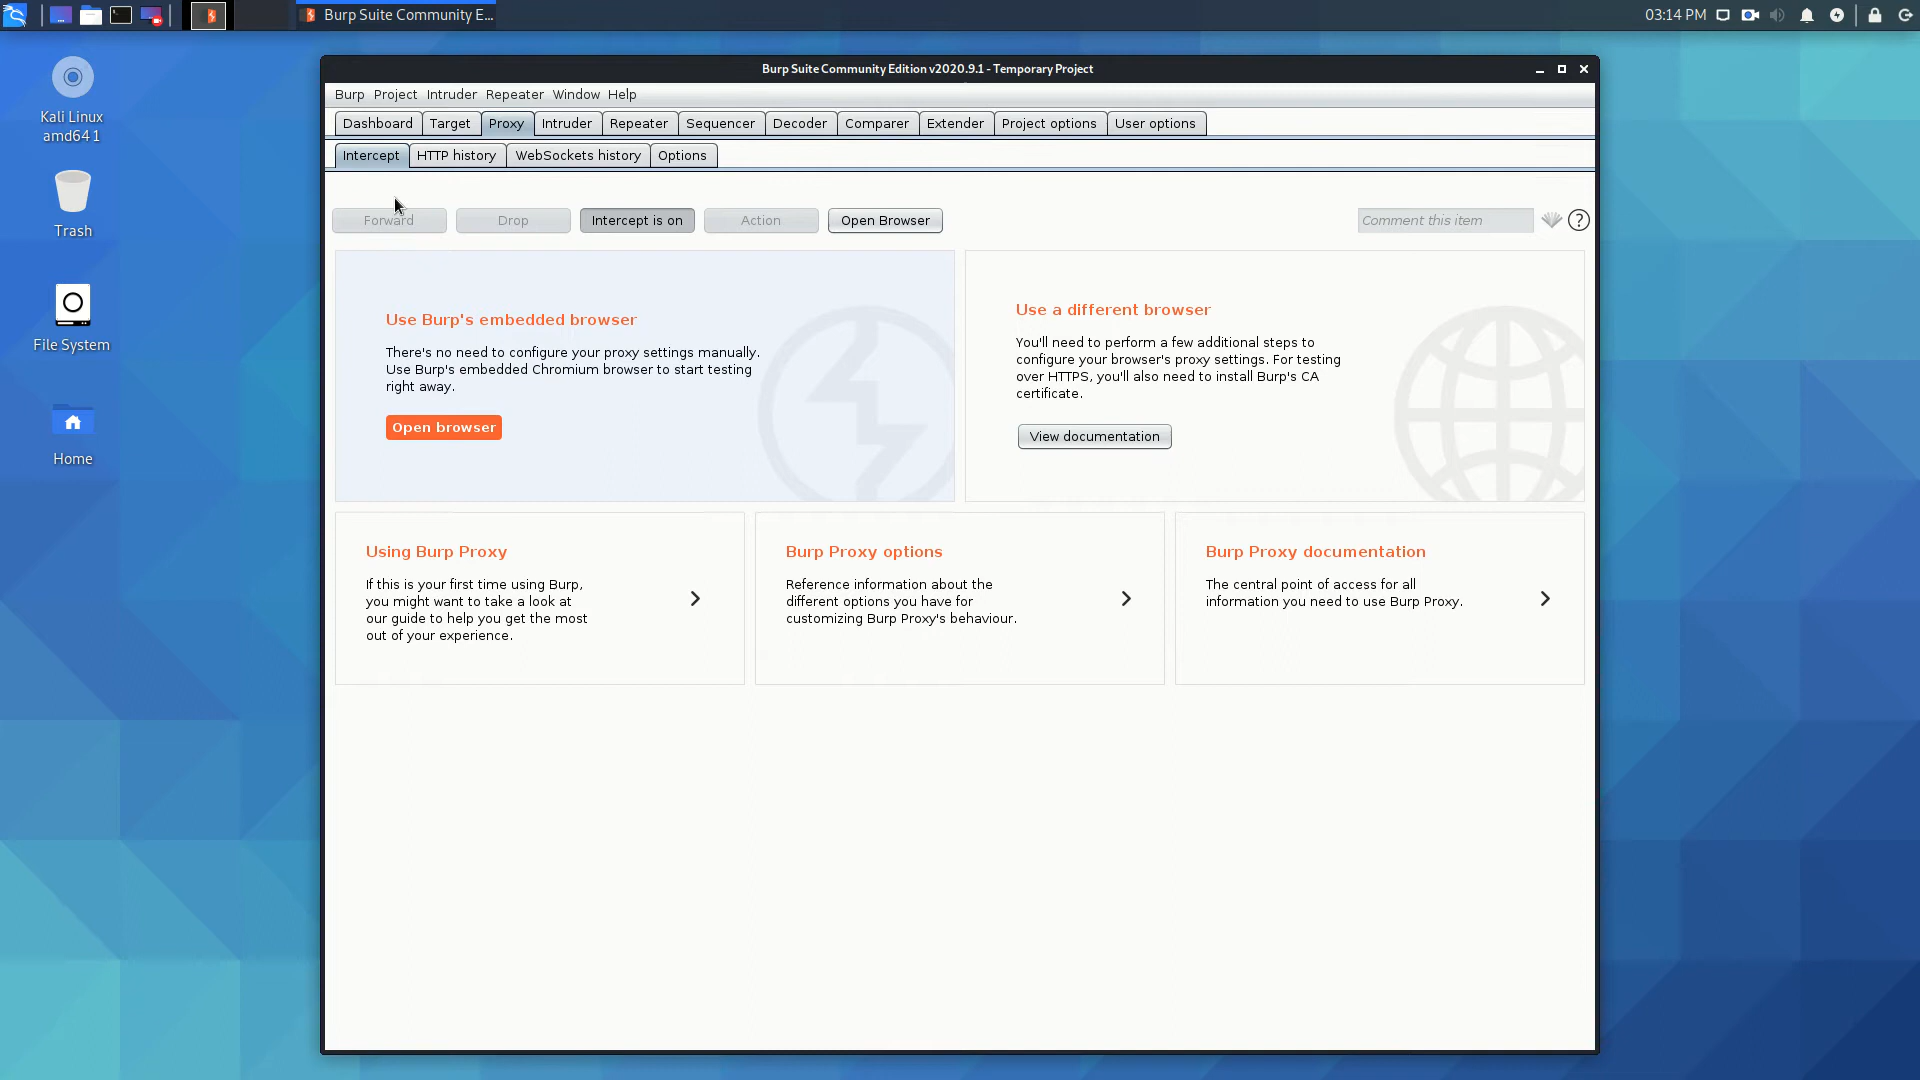 Burp Suite Community E...
03:14 PM
Kali Linux
amd64 1
Trash
File System
Home
Burp Suite Community Edition v2020.9.1 - Temporary Project
Burp Project Intruder Repeater Window Help
Dashboard Target Proxy Intruder Repeater Sequencer Decoder Comparer Extender Project options User options
Intercept HTTP history WebSockets history Options
Forward Drop Intercept is on Action Open Browser Comment this item ?
Use Burp's embedded browser
There's no need to configure your proxy settings manually.
Use Burp's embedded Chromium browser to start testing
right away.
Open browser
Use a different browser
You'll need to perform a few additional steps to
configure your browser's proxy settings. For testing
over HTTPS, you'll also need to install Burp's CA
certificate.
View documentation
Using Burp Proxy
If this is your first time using Burp,
you might want to take a look at
our guide to help you get the most
out of your experience.
Burp Proxy options
Reference information about the
different options you have for
customizing Burp Proxy's behaviour.
Burp Proxy documentation
The central point of access for all
information you need to use Burp Proxy.